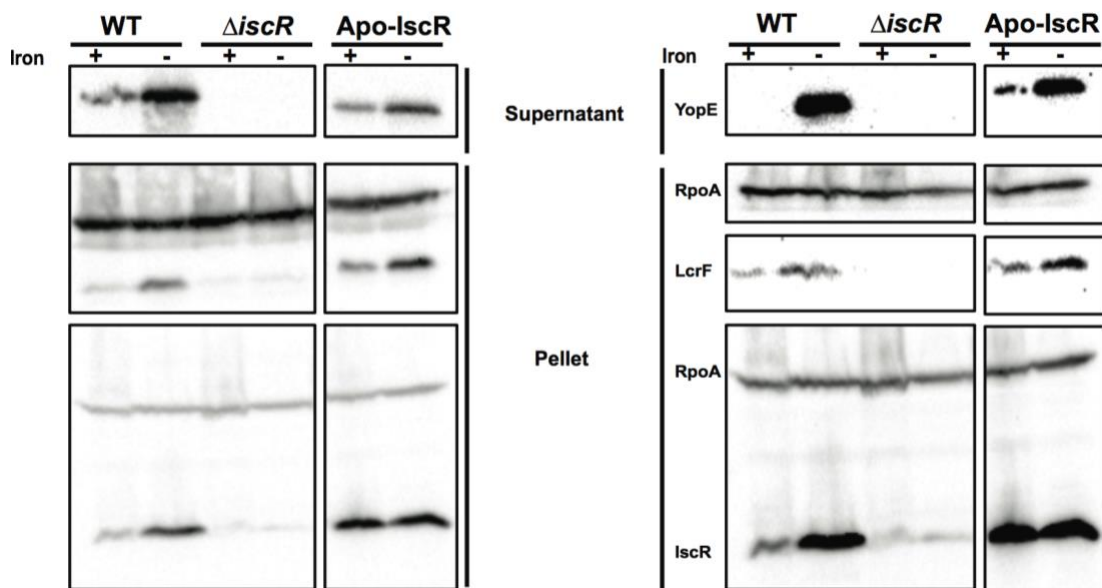 WT ΔiscR Apo-IscR
Iron + - + - + -
WT ΔiscR Apo-IscR
Iron + - + - + -
Supernatant
Pellet
YopE
RpoA
LcrF
RpoA
IscR